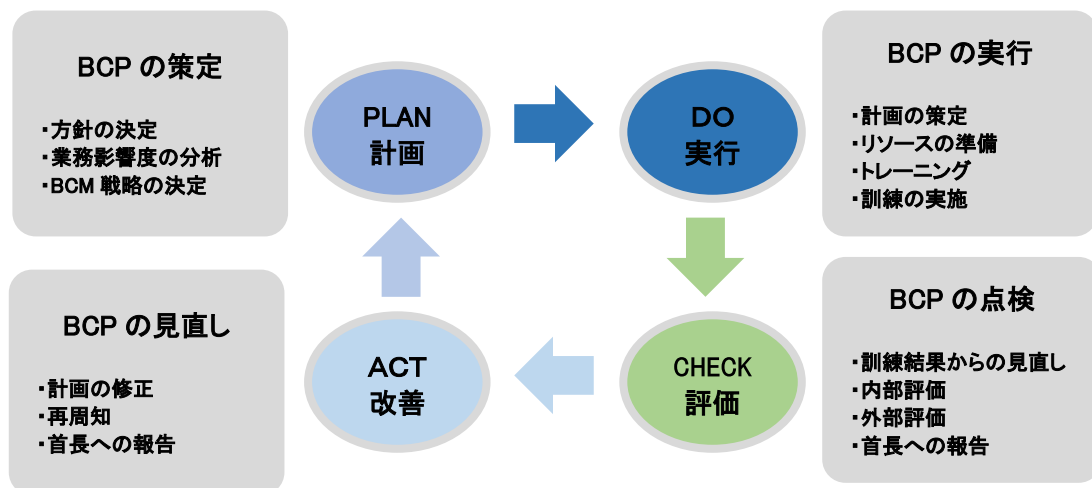 BCP の策定
・方針の決定
・業務影響度の分析
・BCM 戦略の決定
PLAN
計画
DO
実行
BCP の実行
・計画の策定
・リソースの準備
・トレーニング
・訓練の実施
BCP の見直し
・計画の修正
・再周知
・首長への報告
ACT
改善
CHECK
評価
BCP の点検
・訓練結果からの見直し
・内部評価
・外部評価
・首長への報告